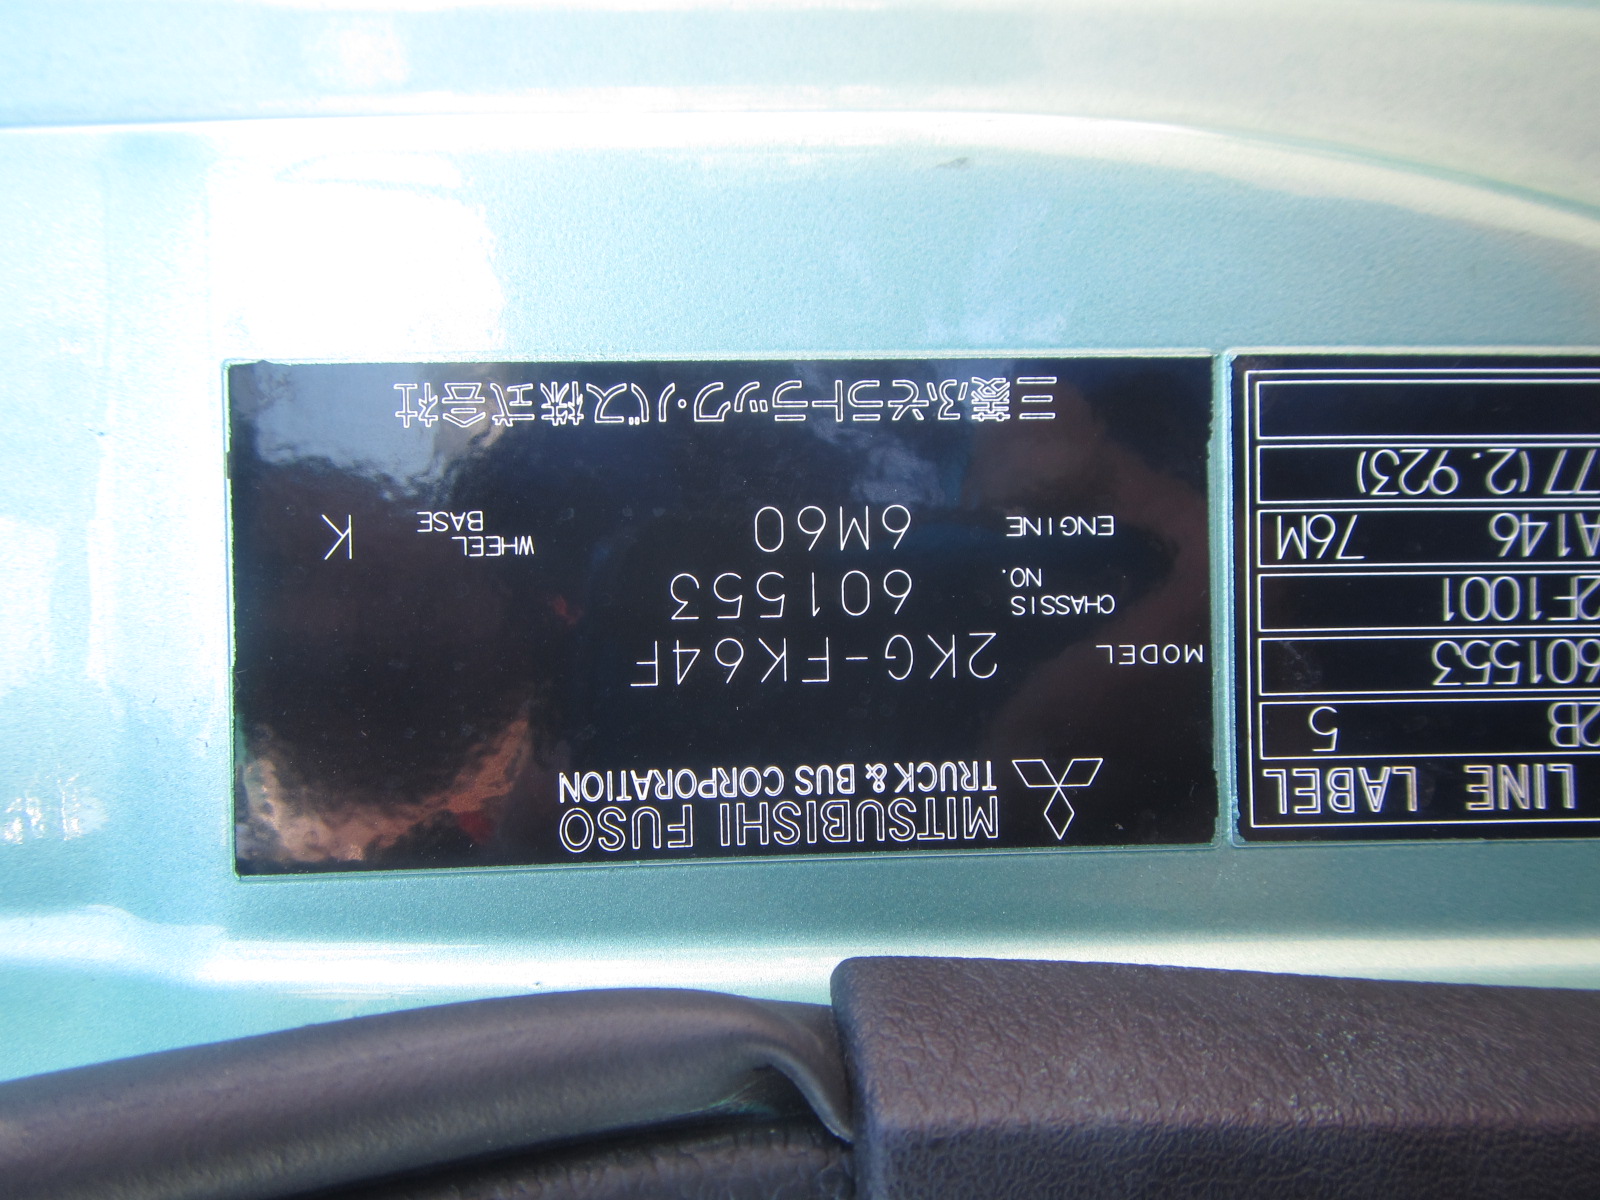 LINE LABEL
2B 5
601553
2F1001
A146 76M
77(2.923)
MITSUBISHI FUSO
TRUCK & BUS CORPORATION
MODEL 2KG-FK64F
CHASSIS NO. 601553
ENGINE 6M60 WHEEL BASE K
三菱ふそうトラック・バス株式会社